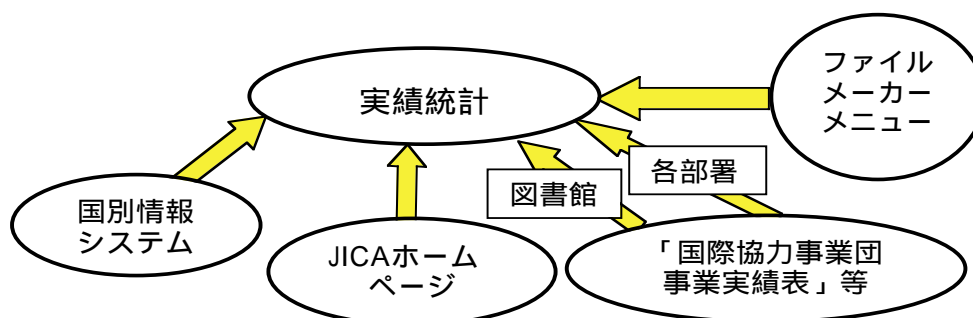 ファイル
メーカー
メニュー
実績統計
各部署
図書館
国別情報
システム
JICAホーム
ページ
「国際協力事業団
事業実績表」等